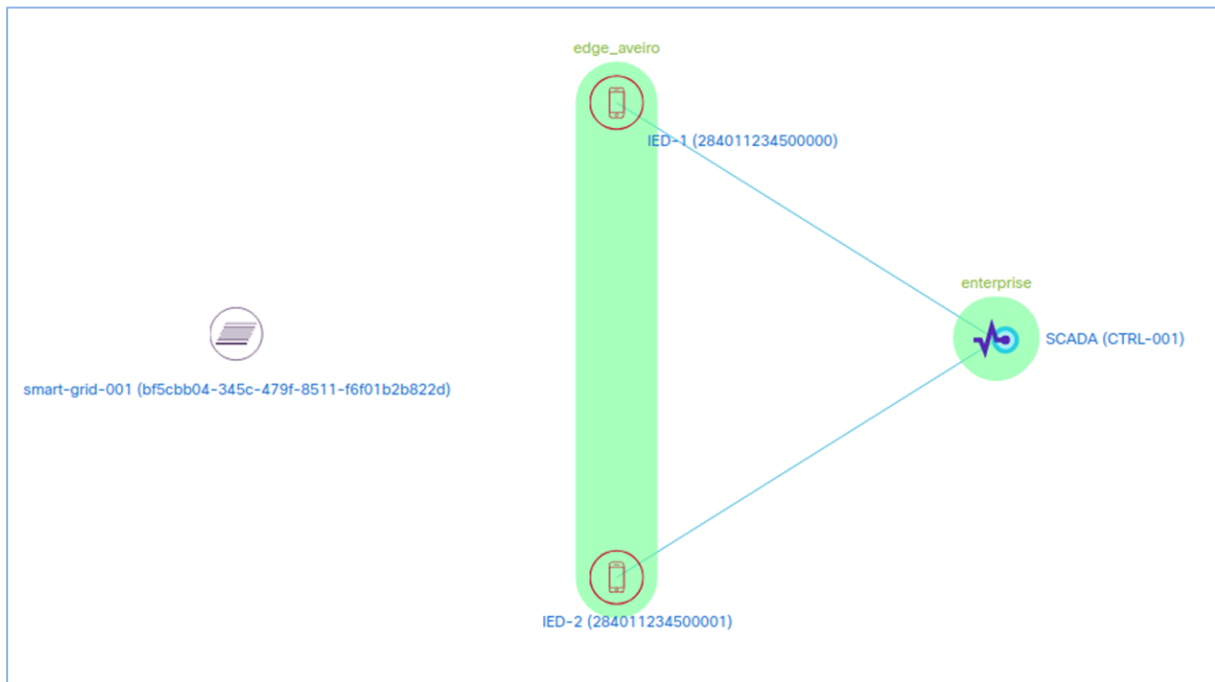 edge_aveiro
IED-1 (284011234500000)
enterprise
SCADA (CTRL-001)
smart-grid-001 (bf5cbb04-345c-479f-8511-f6f01b2b822d)
IED-2 (284011234500001)